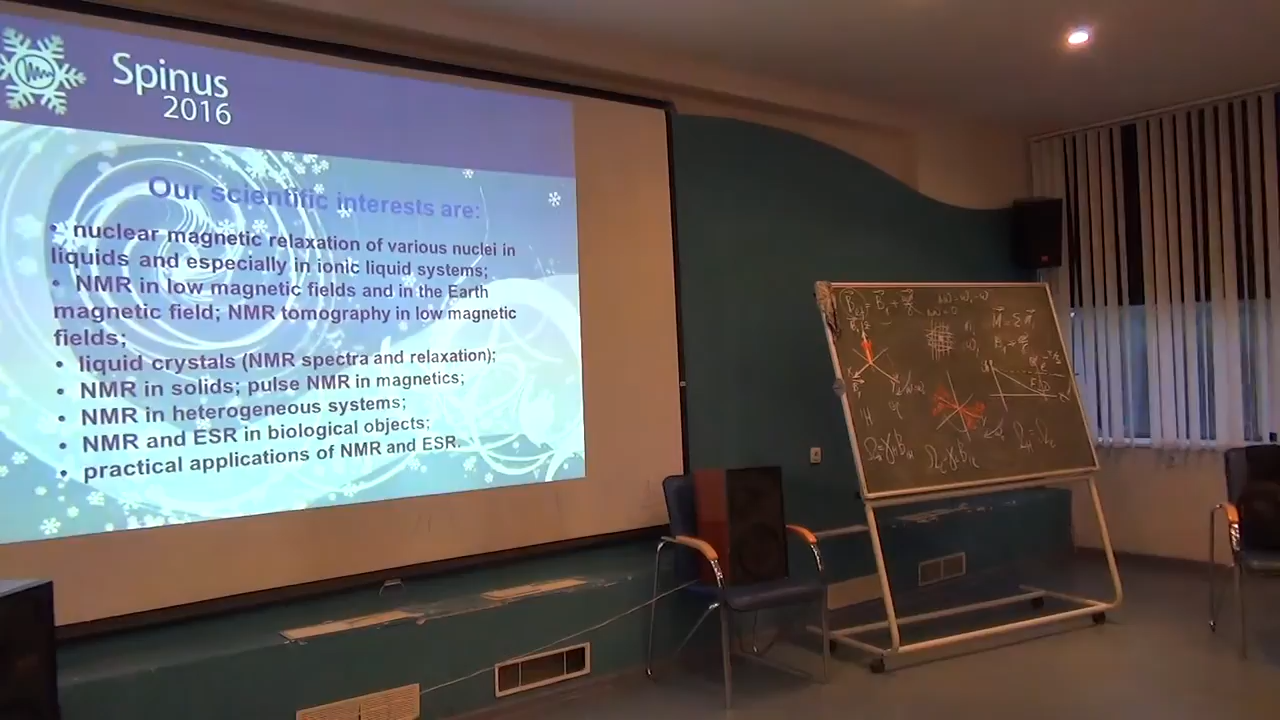 Spinus
2016
Our scientific interests are:
• nuclear magnetic relaxation of various nuclei in
liquids and especially in ionic liquid systems;
• NMR in low magnetic fields and in the Earth
magnetic field; NMR tomography in low magnetic
fields;
• liquid crystals (NMR spectra and relaxation);
• NMR in solids; pulse NMR in magnetics;
• NMR in heterogeneous systems;
• NMR and ESR in biological objects;
• practical applications of NMR and ESR.